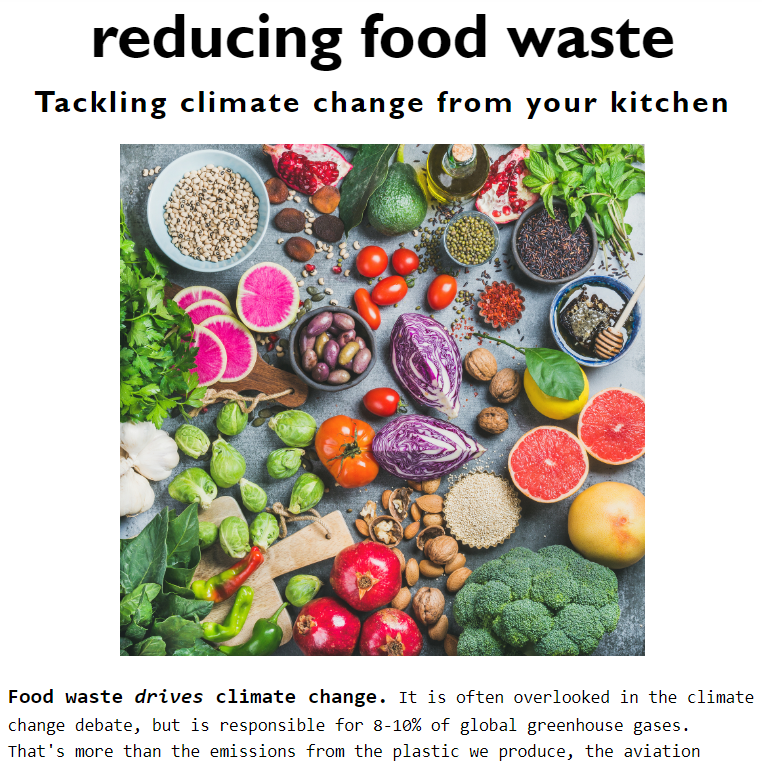 reducing food waste
Tackling climate change from your kitchen
Food waste drives climate change. It is often overlooked in the climate
change debate, but is responsible for 8-10% of global greenhouse gases.
That's more than the emissions from the plastic we produce, the aviation